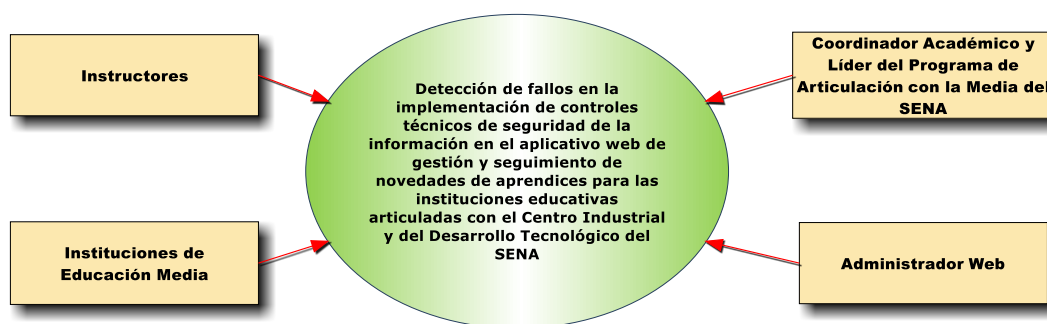 Instructores
Coordinador Académico y
Líder del Programa de
Articulación con la Media del
SENA
Detección de fallos en la
implementación de controles
técnicos de seguridad de la
información en el aplicativo web de
gestión y seguimiento de
novedades de aprendices para las
instituciones educativas
articuladas con el Centro Industrial
y del Desarrollo Tecnológico del
SENA
Instituciones de
Educación Media
Administrador Web